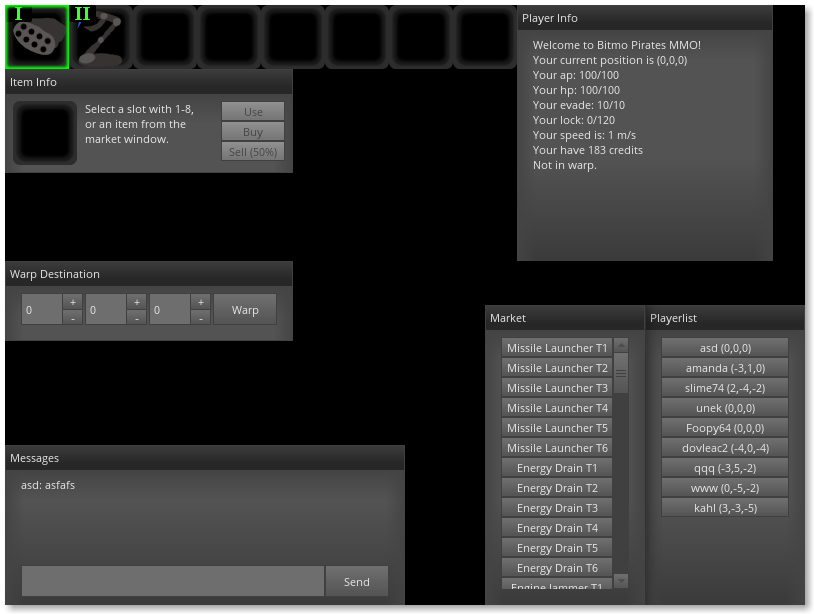 I II
Item Info
Select a slot with 1-8,
or an item from the
market window.
Use
Buy
Sell (50%)
Player Info
Welcome to Bitmo Pirates MMO!
Your current position is (0,0,0)
Your ap: 100/100
Your hp: 100/100
Your evade: 10/10
Your lock: 0/120
Your speed is: 1 m/s
Your have 183 credits
Not in warp.
Warp Destination
0 + - 0 + - 0 + - Warp
Market
Missile Launcher T1
Missile Launcher T2
Missile Launcher T3
Missile Launcher T4
Missile Launcher T5
Missile Launcher T6
Energy Drain T1
Energy Drain T2
Energy Drain T3
Energy Drain T4
Energy Drain T5
Energy Drain T6
Engine Jammer T1
Playerlist
asd (0,0,0)
amanda (-3,1,0)
slime74 (2,-4,-2)
unek (0,0,0)
Foopy64 (0,0,0)
dovleac2 (-4,0,-4)
qqq (-3,5,-2)
www (0,-5,-2)
kahl (3,-3,-5)
Messages
asd: asfafs
Send